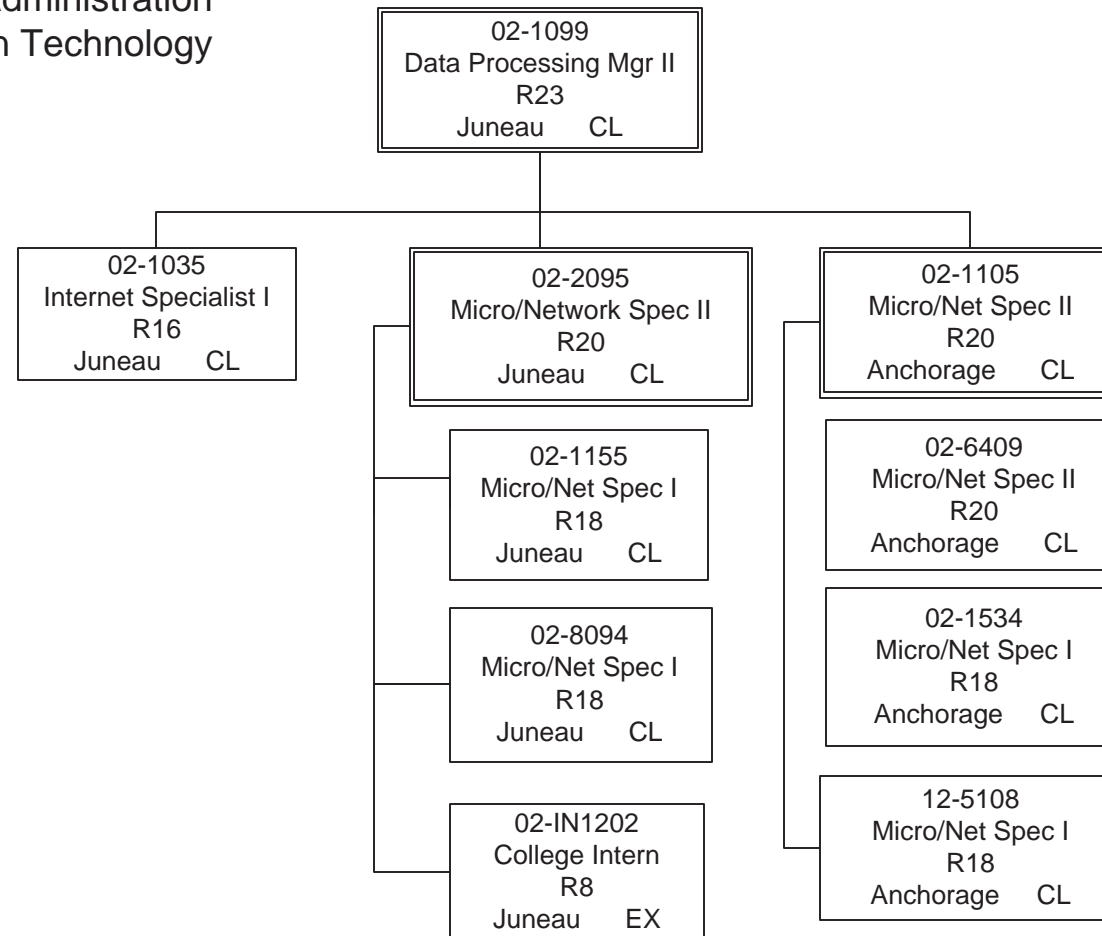 Technology
02-1099
Data Processing Mgr II
R23
Juneau CL
02-1035
Internet Specialist I
R16
Juneau CL
02-2095
Micro/Network Spec II
R20
Juneau CL
02-1105
Micro/Net Spec II
R20
Anchorage CL
02-1155
Micro/Net Spec I
R18
Juneau CL
02-6409
Micro/Net Spec II
R20
Anchorage CL
02-8094
Micro/Net Spec I
R18
Juneau CL
02-1534
Micro/Net Spec I
R18
Anchorage CL
02-IN1202
College Intern
R8
Juneau EX
12-5108
Micro/Net Spec I
R18
Anchorage CL